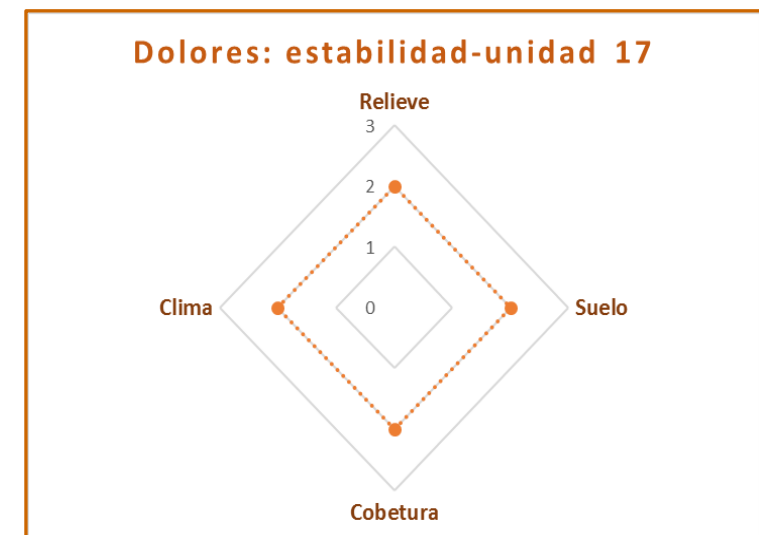 Dolores: estabilidad-unidad 17
Relieve
3
2
1
Clima
0
Suelo
Cobetura